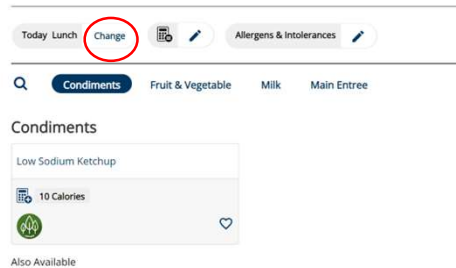 Today Lunch Change Allergens & Intolerances
Condiments Fruit & Vegetable Milk Main Entree
Condiments
Low Sodium Ketchup
10 Calories
Also Available